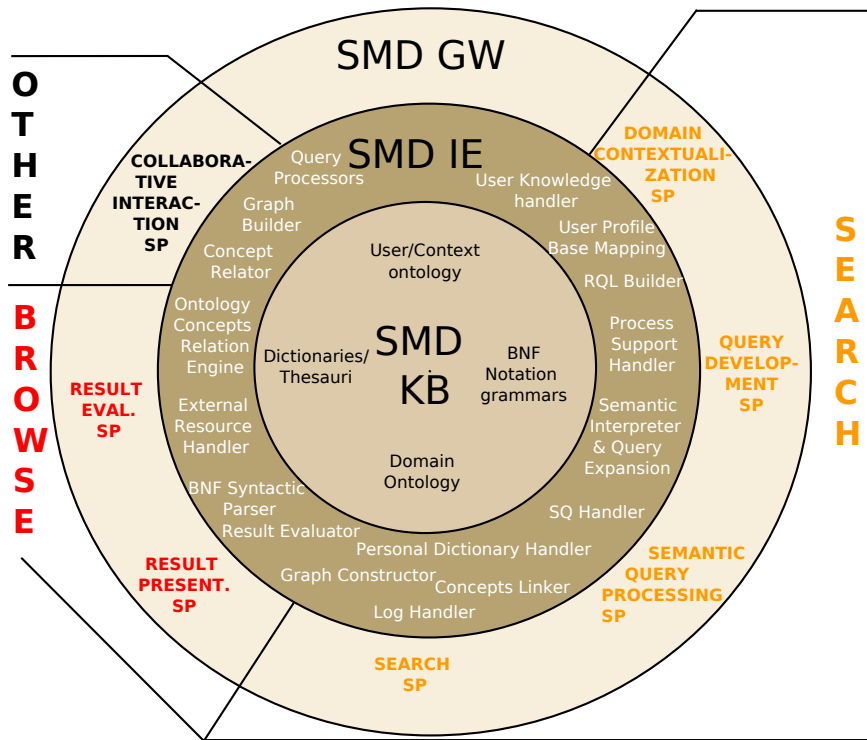 SMD GW
OTHER
COLLABORA-
TIVE
INTERAC-
TION
SP
BROWSE
RESULT
EVAL.
SP
RESULT
PRESENT.
SP
SEARCH
DOMAIN
CONTEXTUALI-
ZATION
SP
QUERY
DEVELOP-
MENT
SP
SEMANTIC
QUERY
PROCESSING
SP
SEARCH
SP
SMD IE
Query
Processors
Graph
Builder
Concept
Relator
Ontology
Concepts
Relation
Engine
External
Resource
Handler
BNF Syntactic
Parser
Result Evaluator
User Knowledge
handler
User Profile
Base Mapping
RQL Builder
Process
Support
Handler
Semantic
Interpreter
& Query
Expansion
SQ Handler
Personal Dictionary Handler
Graph Constructor
Concepts Linker
Log Handler
User/Context
ontology
Dictionaries/
Thesauri
SMD
KB
BNF
Notation
grammars
Domain
Ontology